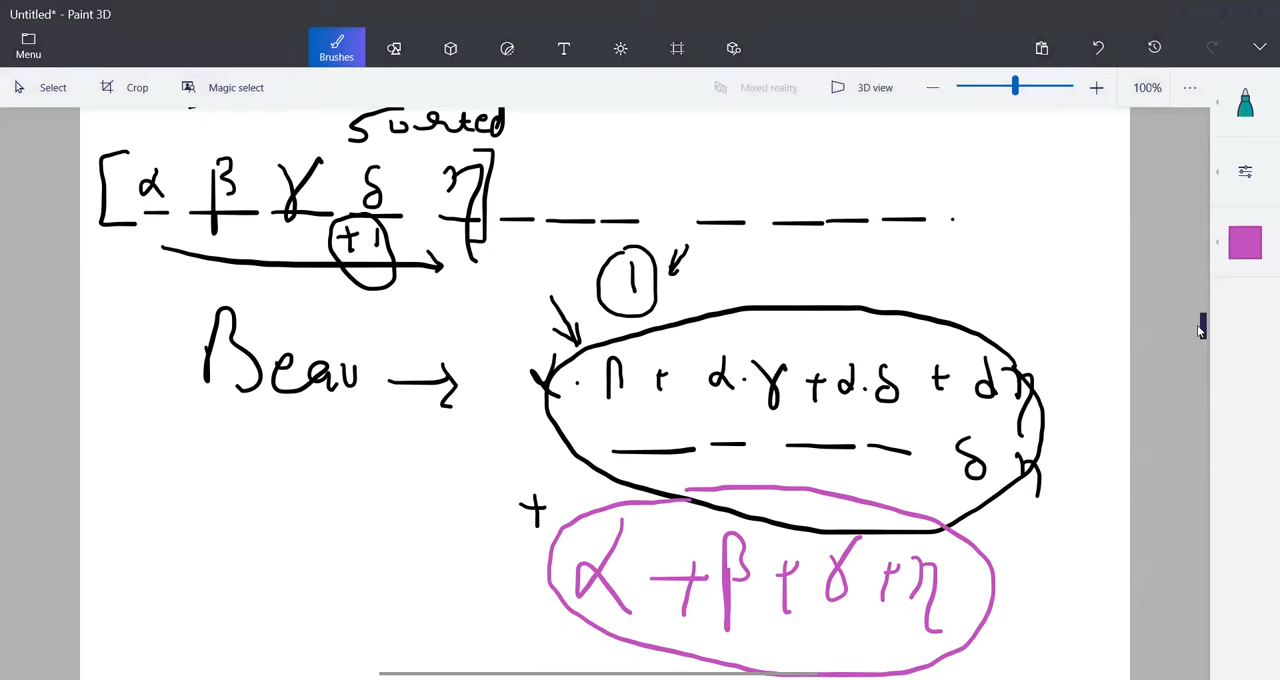 Untitled* - Paint 3D
Menu
Brushes
Select
Crop
Magic select
Mixed reality
3D view
100%
sorted
[α β γ δ η]
+1
1
Beau → α . β + α . γ + α . δ + α η
δ η
+
α + β + γ + η